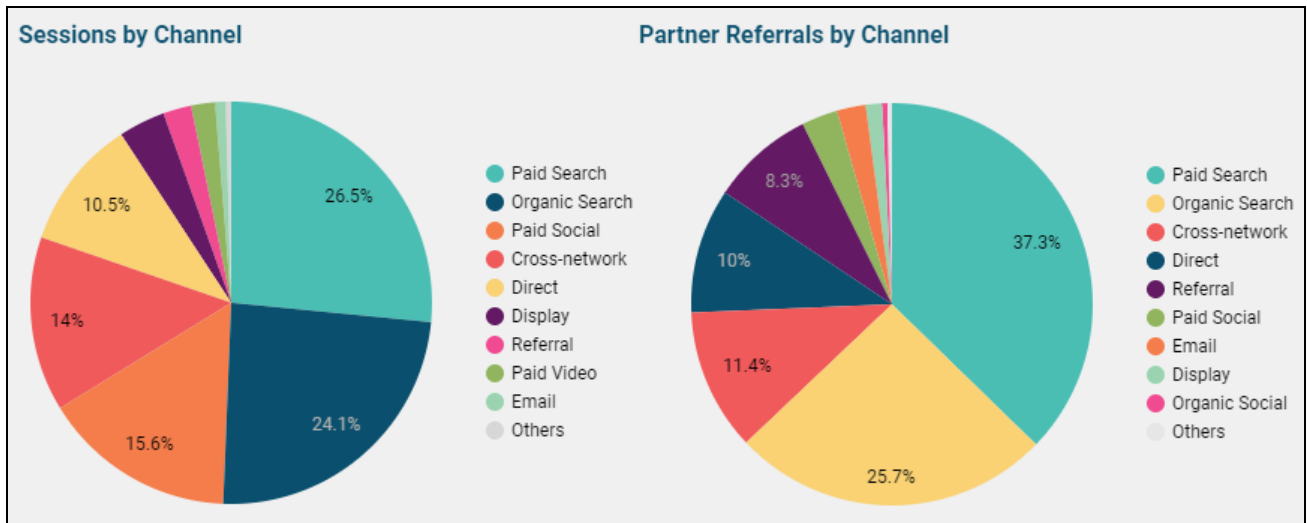 Sessions by Channel
26.5%
24.1%
15.6%
14%
10.5%
Paid Search
Organic Search
Paid Social
Cross-network
Direct
Display
Referral
Paid Video
Email
Others
Partner Referrals by Channel
37.3%
25.7%
11.4%
10%
8.3%
Paid Search
Organic Search
Cross-network
Direct
Referral
Paid Social
Email
Display
Organic Social
Others